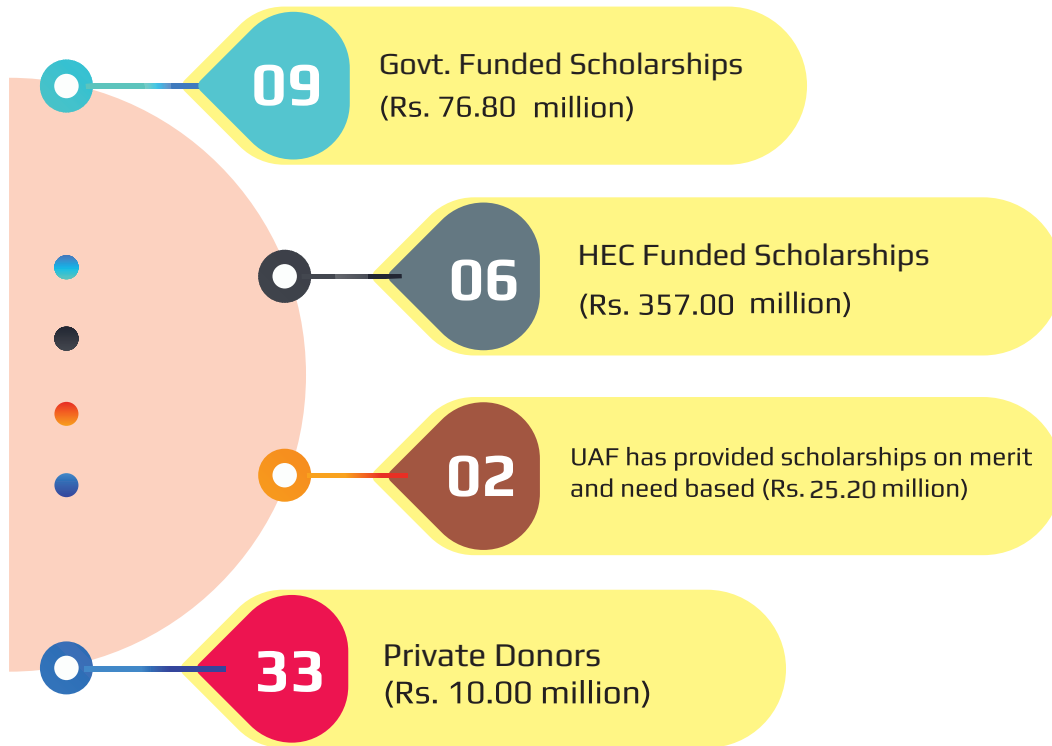 09
Govt. Funded Scholarships
(Rs. 76.80 million)
06
HEC Funded Scholarships
(Rs. 357.00 million)
02
UAF has provided scholarships on merit
and need based (Rs. 25.20 million)
33
Private Donors
(Rs. 10.00 million)